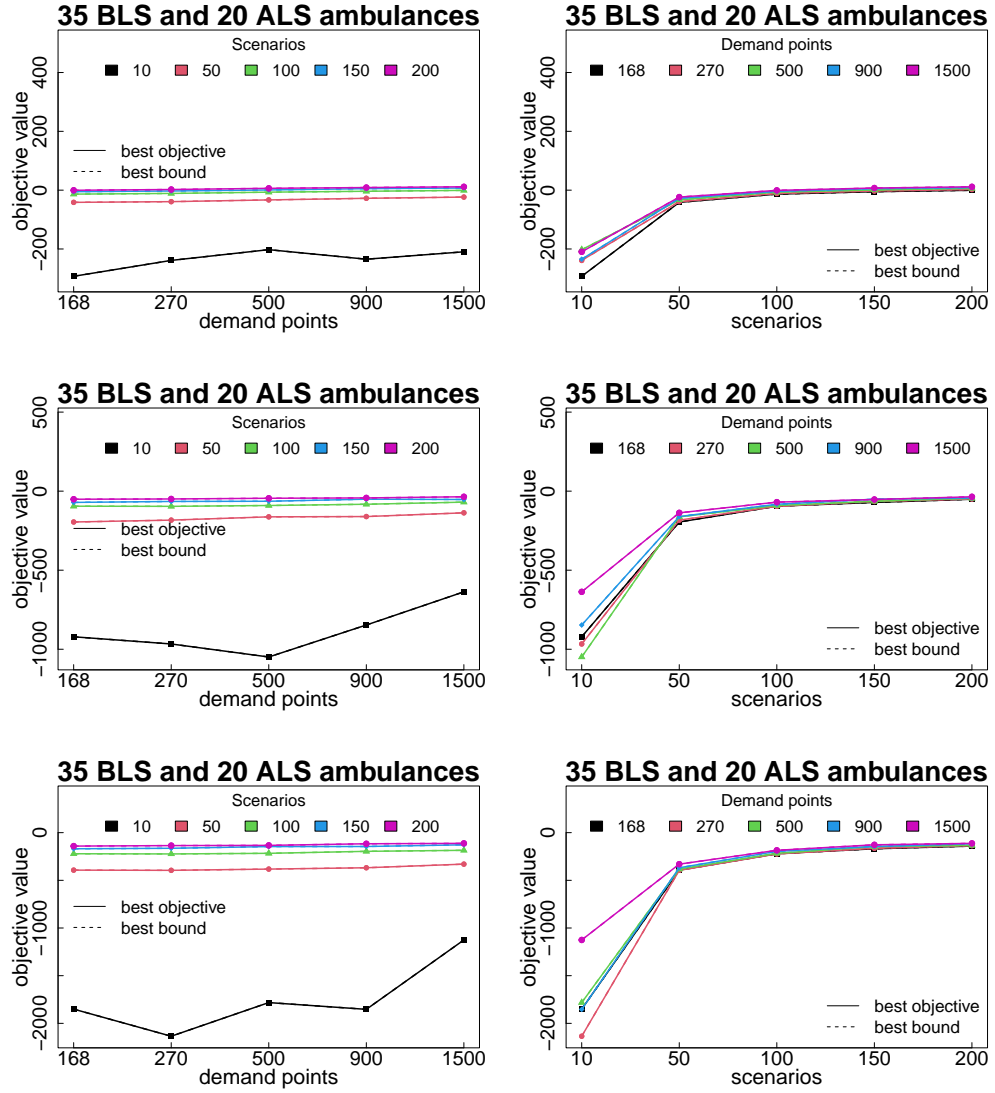 35 BLS and 20 ALS ambulances
Scenarios
10 50 100 150 200
best objective
best bound
objective value
400
200
0
−200
168 270 500 900 1500
demand points
35 BLS and 20 ALS ambulances
Demand points
168 270 500 900 1500
best objective
best bound
objective value
400
200
0
−200
10 50 100 150 200
scenarios
35 BLS and 20 ALS ambulances
Scenarios
10 50 100 150 200
best objective
best bound
objective value
500
0
−500
−1000
168 270 500 900 1500
demand points
35 BLS and 20 ALS ambulances
Demand points
168 270 500 900 1500
best objective
best bound
objective value
500
0
−500
−1000
10 50 100 150 200
scenarios
35 BLS and 20 ALS ambulances
Scenarios
10 50 100 150 200
best objective
best bound
objective value
0
−1000
−2000
168 270 500 900 1500
demand points
35 BLS and 20 ALS ambulances
Demand points
168 270 500 900 1500
best objective
best bound
objective value
0
−1000
−2000
10 50 100 150 200
scenarios